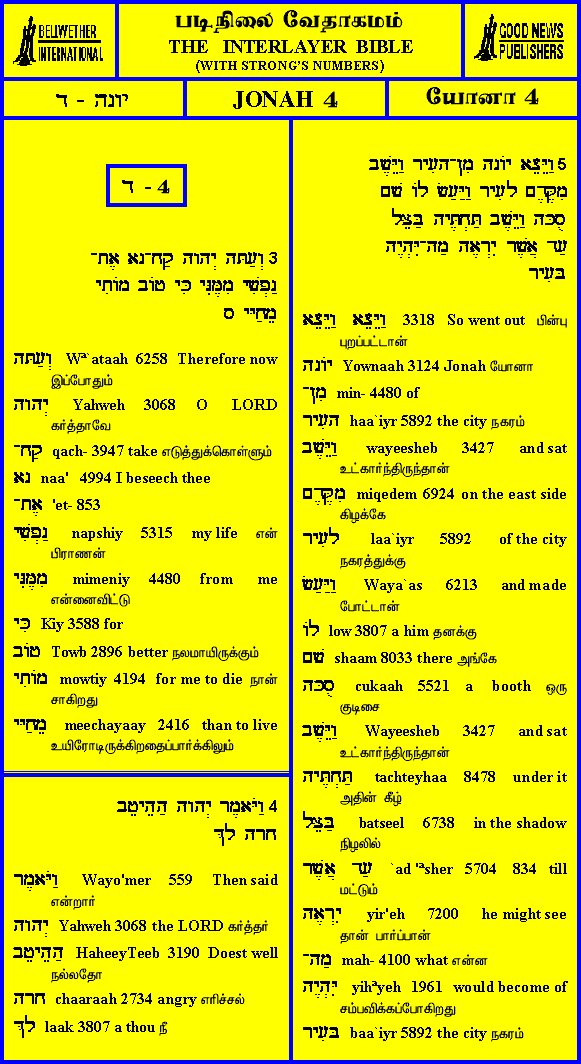 BELLWETHER
INTERNATIONAL
படிநிலை வேதாகமம்
THE INTERLAYER BIBLE
(WITH STRONG'S NUMBERS)
GOOD NEWS
PUBLISHERS
יונה - ד
JONAH 4
யோனா 4
4 - ד
3 וְעַתָּה יְהוָה קַח־נָא אֶת־
נַפְשִׁי מִמֶּנִּי כִּי טוֹב מוֹתִי
מֵחַיָּי ס
וְעַתָּה Wª`ataah 6258 Therefore now
இப்போதும்
יְהוָה Yahweh 3068 O LORD
கர்த்தாவே
קַח־ qach- 3947 take எடுத்துக்கொள்ளும்
נָא naa' 4994 I beseech thee
אֶת־ 'et- 853
נַפְשִׁי napshiy 5315 my life என்
பிராணன்
מִמֶּנִּי mimeniy 4480 from me
என்னைவிட்டு
כִּי Kiy 3588 for
טוֹב Towb 2896 better நலமாயிருக்கும்
מוֹתִי mowtiy 4194 for me to die நான்
சாகிறது
מֵחַיָּי meechayaay 2416 than to live
உயிரோடிருக்கிறதைப்பார்க்கிலும்
4 וַיֹּאמֶר יְהוָה הַהֵיטֵב
חרה לך
וַיֹּאמֶר Wayo'mer 559 Then said
என்றார்
יְהוָה Yahweh 3068 the LORD கர்த்தர்
הַהֵיטֵב HaheeyTeeb 3190 Doest well
நல்லதோ
חרה chaaraah 2734 angry எரிச்சல்
לך laak 3807 a thou நீ
5 וַיֵּצֵא יוֹנָה מִן־הָעִיר וַיֵּשֶׁב
מִקֶּדֶם לעיר וַיַּעַשׂ לוֹ שׁם
סֻכּה וַיֵּשֶׁב תַּחְתֶּיה בַּצֵּל
עַ־ אֲשֶׁר יִרְאֶה מַה־יִּהְיֶה
בּעִיר
וַיֵּצֵא וַיֵּצֵא 3318 So went out பின்பு
புறப்பட்டான்
יוֹנה Yownaah 3124 Jonah யோனா
מִן־ min- 4480 of
העיר haa`iyr 5892 the city நகரம்
וַיֵּשֶׁב wayeesheb 3427 and sat
உட்கார்ந்திருந்தான்
מִקֶּדֶם miqedem 6924 on the east side
கிழக்கே
לעיר laa`iyr 5892 of the city
நகரத்துக்கு
וַיַּעַשׂ Waya`as 6213 and made
போட்டான்
לוֹ low 3807 a him தனக்கு
שׁם shaam 8033 there அங்கே
סֻכּה cukaah 5521 a booth ஒரு
குடிசை
וַיֵּשֶׁב Wayeesheb 3427 and sat
உட்கார்ந்திருந்தான்
תַּחְתֶּיה tachteyhaa 8478 under it
அதின் கீழ்
בַּצֵּל batseel 6738 in the shadow
நிழலில்
עַ־ אֲשֶׁר `ad 'ªsher 5704 834 till
மட்டும்
יִרְאֶה yir'eh 7200 he might see
தான் பார்ப்பான்
מַה־ mah- 4100 what என்ன
יִּהְיֶה yihªyeh 1961 would become of
சம்பவிக்கப்போகிறது
בּעִיר baa`iyr 5892 the city நகரம்